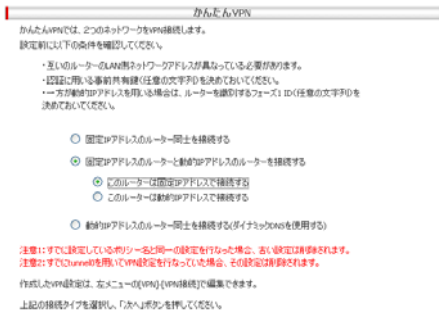 かんたんVPN
かんたんVPNでは、2つのネットワークをVPN接続します。
設定前に以下の条件を確認してください。
・互いのルーターのLAN側ネットワークアドレスが異なっている必要があります。
・認証に用いる事前共有鍵(任意の文字列)を決めておいてください。
・一方が動的IPアドレスを用いる場合は、ルーターを識別するフェーズ1 ID(任意の文字列)を
決めておいてください。
固定IPアドレスのルーター同士を接続する
固定IPアドレスのルーターと動的IPアドレスのルーターを接続する
このルーターは固定IPアドレスで接続する
このルーターは動的IPアドレスで接続する
動的IPアドレスのルーター同士を接続する(ダイナミックDNSを使用する)
注意1:すでに設定しているポリシー名と同一の設定を行なった場合、古い設定は削除されます。
注意2:すでにtunnel0を用いてVPN設定を行なっていた場合、その設定は削除されます。
作成したVPN設定は、左メニューの[VPN]-[VPN接続]で編集できます。
上記の接続タイプを選択し、「次へ」ボタンを押してください。